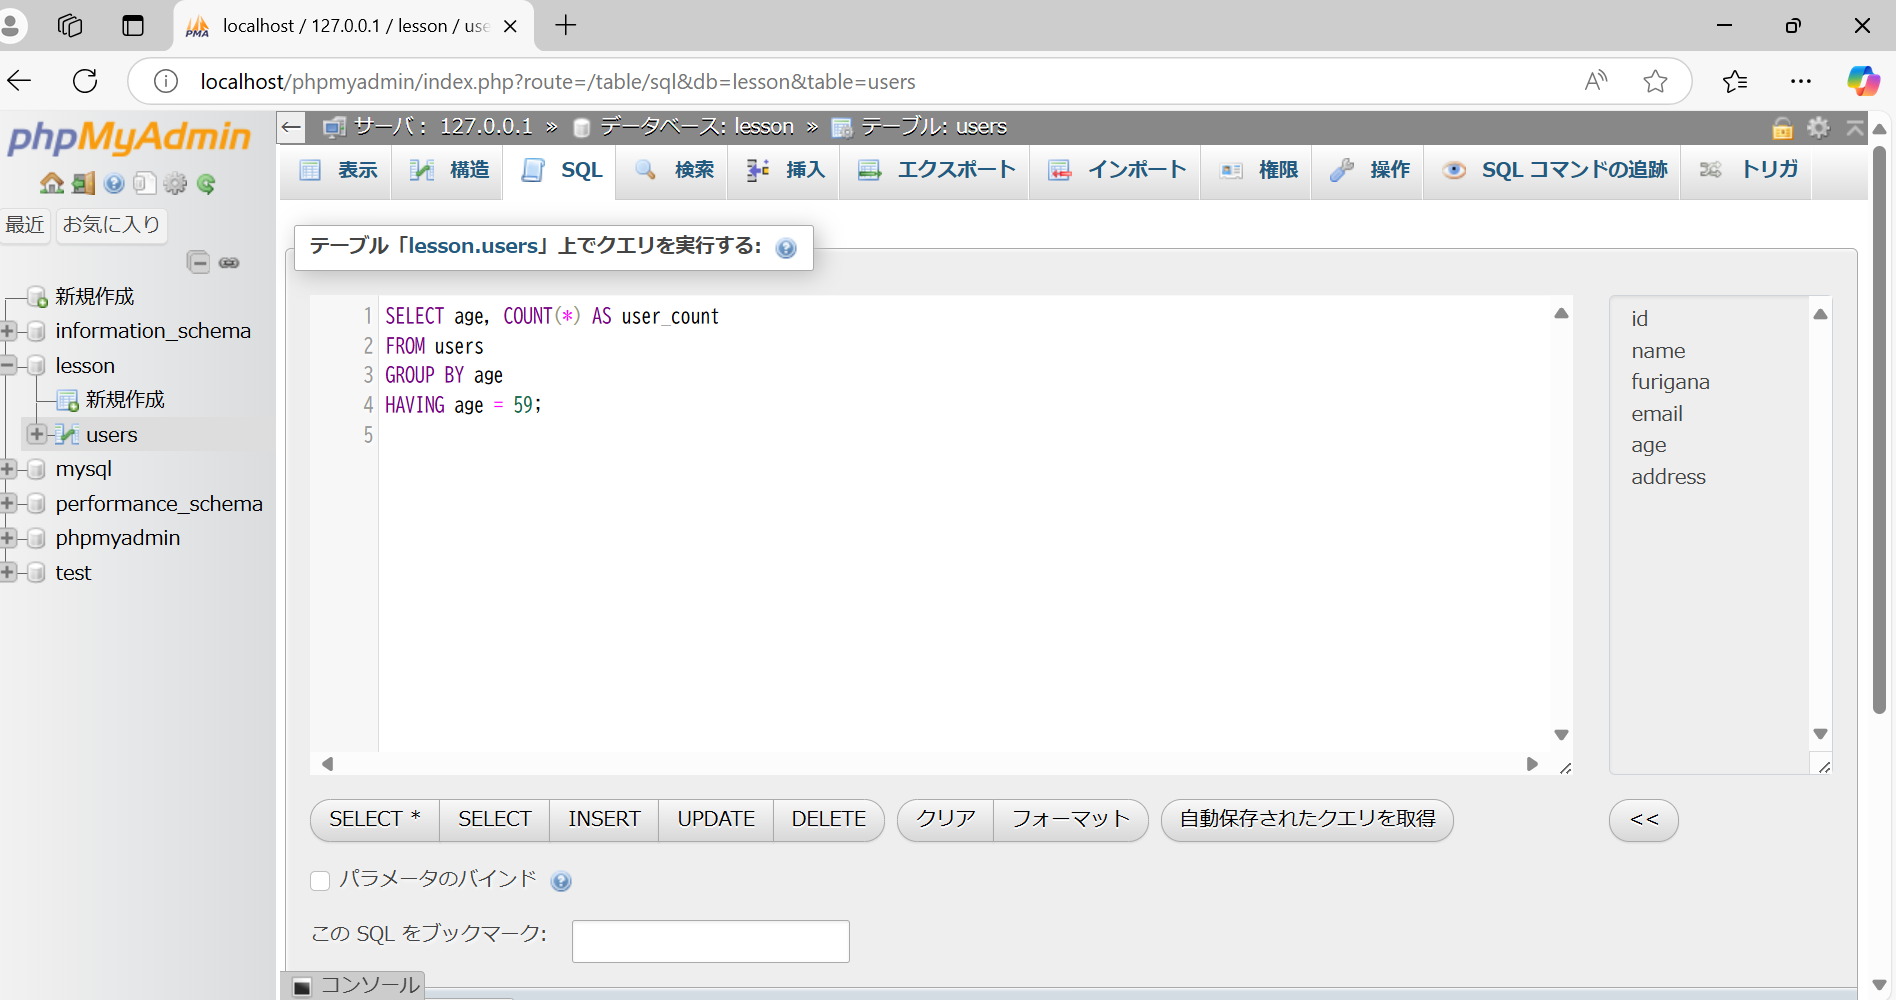 localhost / 127.0.0.1 / lesson / use
localhost/phpmyadmin/index.php?route=/table/sql&db=lesson&table=users
phpMyAdmin
サーバ: 127.0.0.1 » データベース: lesson » テーブル: users
表示 構造 SQL 検索 挿入 エクスポート インポート 権限 操作 SQL コマンドの追跡 トリガ
最近 お気に入り
新規作成
information_schema
lesson
新規作成
users
mysql
performance_schema
phpmyadmin
test
テーブル「lesson.users」上でクエリを実行する:
1 SELECT age, COUNT(*) AS user_count
2 FROM users
3 GROUP BY age
4 HAVING age = 59;
5
id
name
furigana
email
age
address
SELECT * SELECT INSERT UPDATE DELETE クリア フォーマット 自動保存されたクエリを取得 <<
パラメータのバインド
この SQL をブックマーク:
コンソール